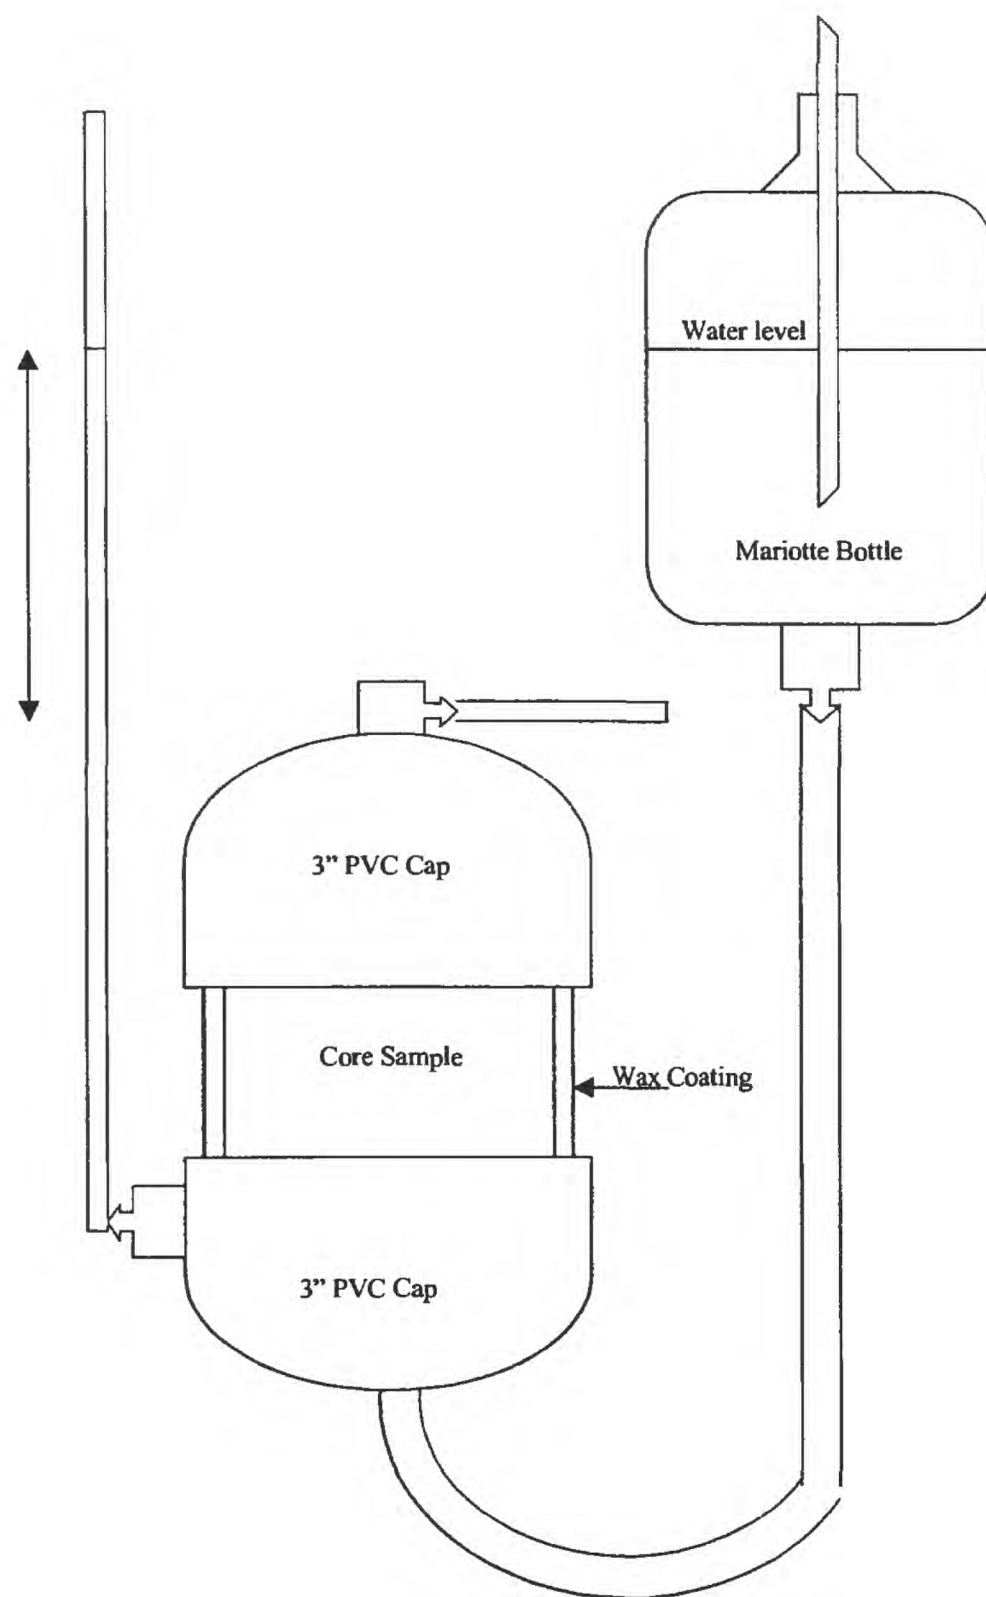 Water level
Mariotte Bottle
3” PVC Cap
Core Sample
Wax Coating
3” PVC Cap